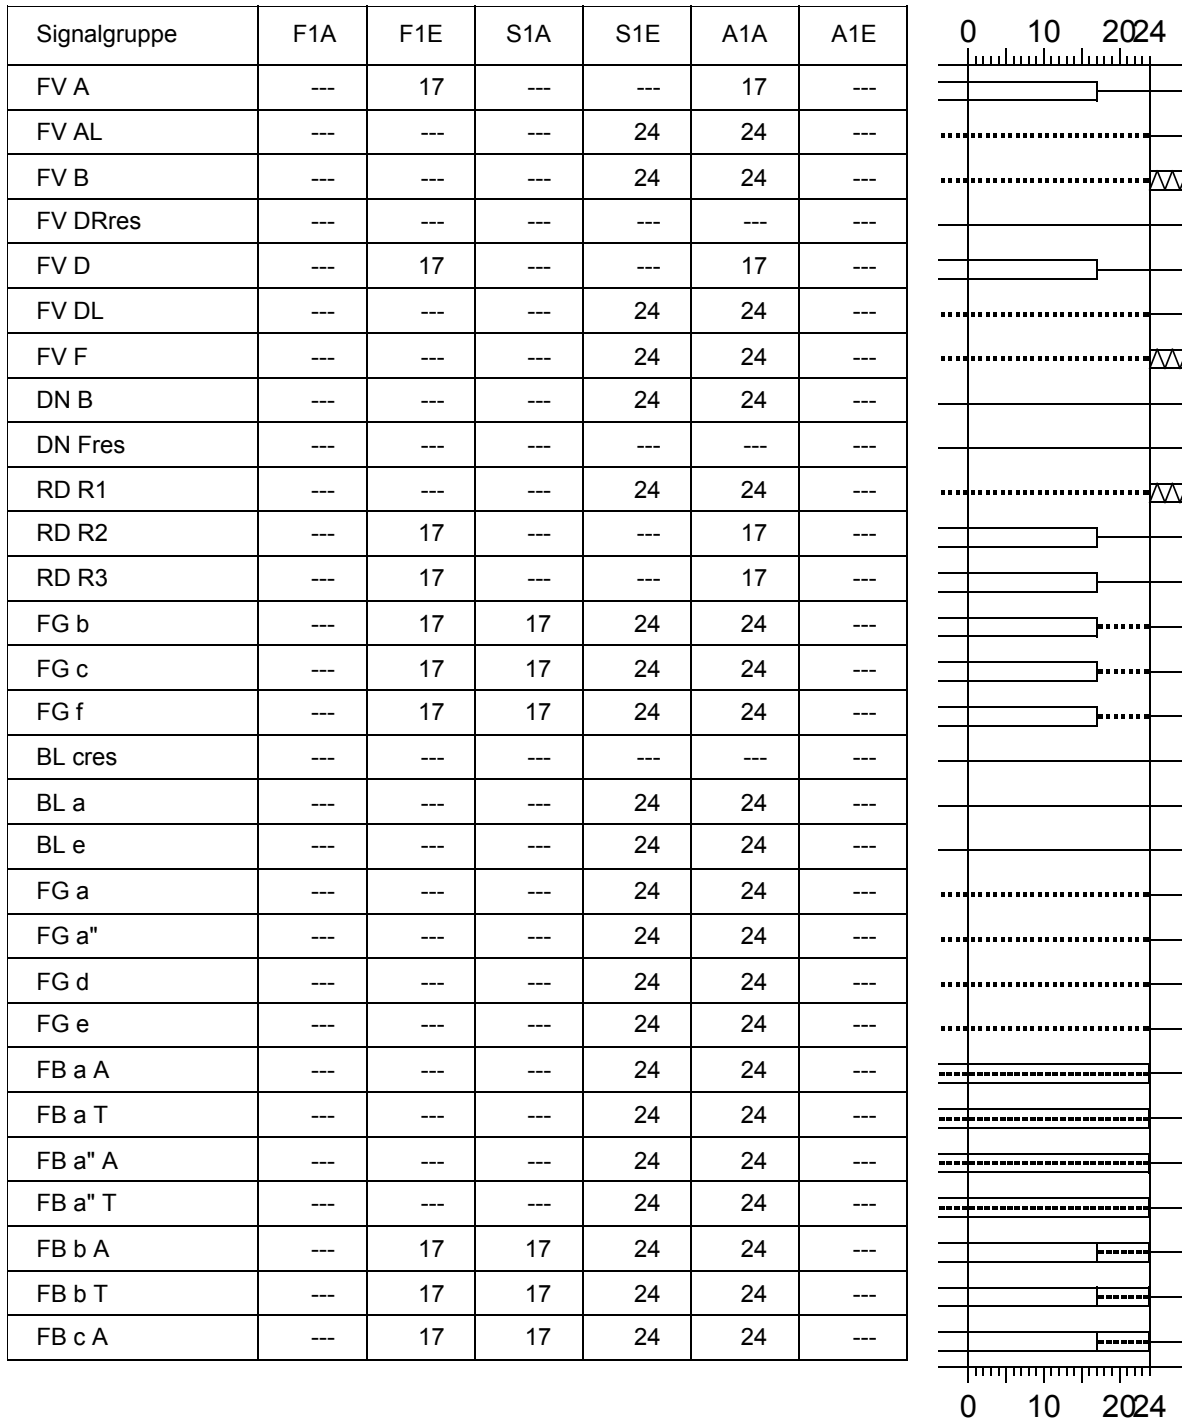 Signalgruppe F1A F1E S1A S1E A1A A1E 0 10 20 24
FV A --- 17 --- --- 17 ---
FV AL --- --- --- 24 24 ---
FV B --- --- --- 24 24 ---
FV DRres --- --- --- --- --- ---
FV D --- 17 --- --- 17 ---
FV DL --- --- --- 24 24 ---
FV F --- --- --- 24 24 ---
DN B --- --- --- 24 24 ---
DN Fres --- --- --- --- --- ---
RD R1 --- --- --- 24 24 ---
RD R2 --- 17 --- --- 17 ---
RD R3 --- 17 --- --- 17 ---
FG b --- 17 17 24 24 ---
FG c --- 17 17 24 24 ---
FG f --- 17 17 24 24 ---
BL cres --- --- --- --- --- ---
BL a --- --- --- 24 24 ---
BL e --- --- --- 24 24 ---
FG a --- --- --- 24 24 ---
FG a" --- --- --- 24 24 ---
FG d --- --- --- 24 24 ---
FG e --- --- --- 24 24 ---
FB a A --- --- --- 24 24 ---
FB a T --- --- --- 24 24 ---
FB a" A --- --- --- 24 24 ---
FB a" T --- --- --- 24 24 ---
FB b A --- 17 17 24 24 ---
FB b T --- 17 17 24 24 ---
FB c A --- 17 17 24 24 ---
0 10 20 24